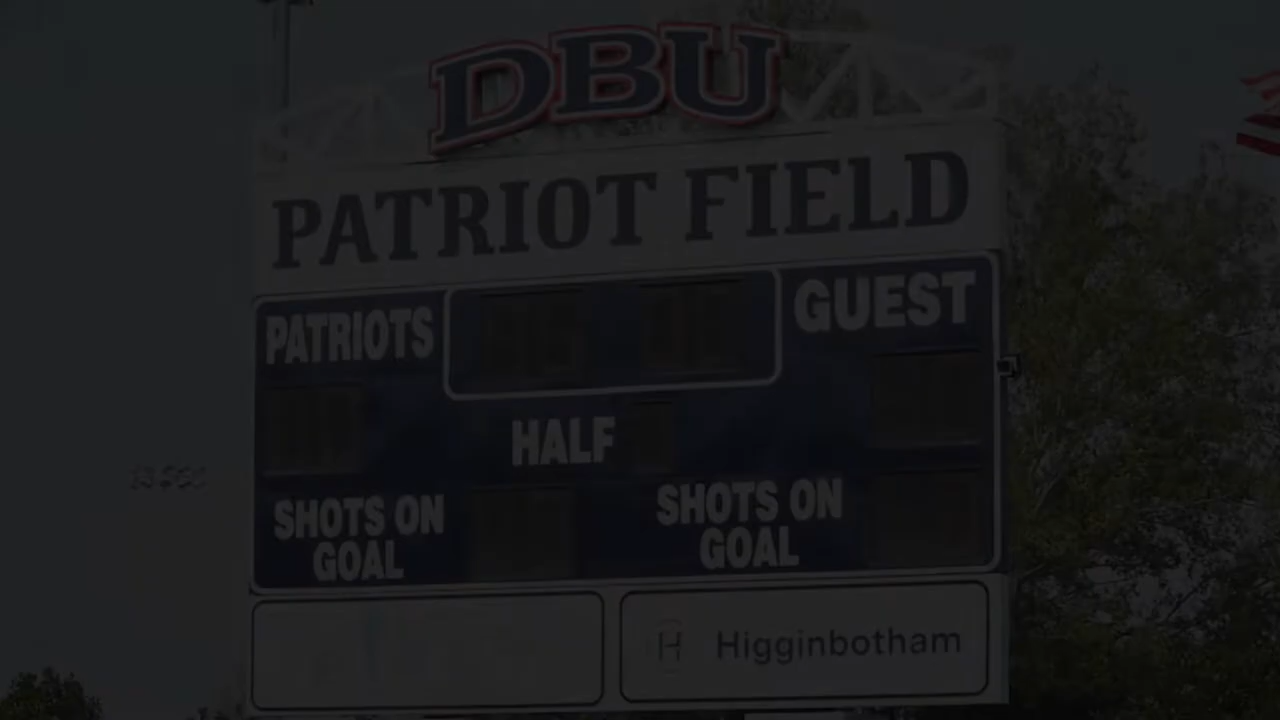 DBU
PATRIOT FIELD
PATRIOTS
GUEST
HALF
SHOTS ON
GOAL
SHOTS ON
GOAL
H Higginbotham